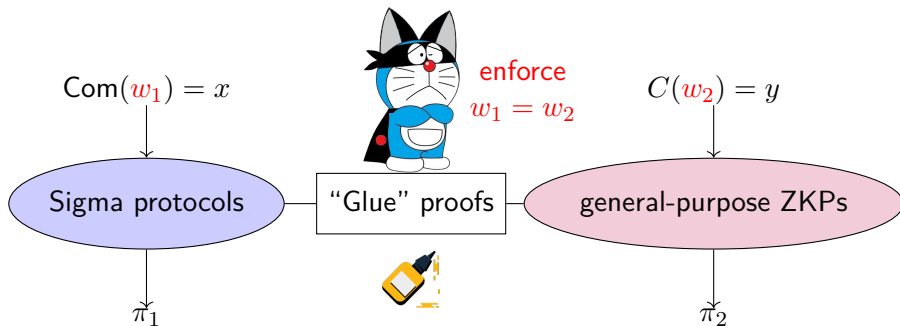 Com(w₁) = x
enforce
w₁ = w₂
C(w₂) = y
Sigma protocols
“Glue” proofs
general-purpose ZKPs
π₁
π₂